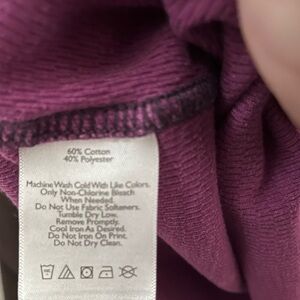 60% Cotton
40% Polyester
Machine Wash Cold With Like Colors.
Only Non-Chlorine Bleach
When Needed.
Do Not Use Fabric Softeners.
Tumble Dry Low.
Remove Promptly.
Cool Iron As Desired.
Do Not Iron On Print.
Do Not Dry Clean.